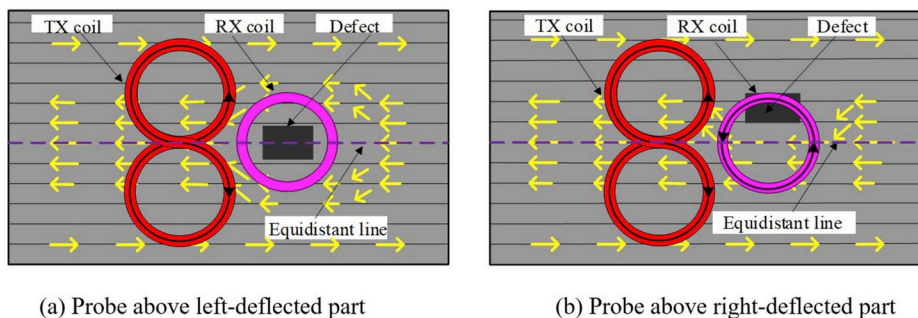 TX coil RX coil Defect
Equidistant line
(a) Probe above left-deflected part
TX coil RX coil Defect
Equidistant line
(b) Probe above right-deflected part